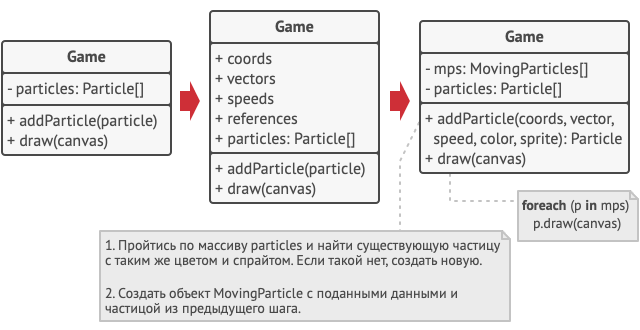 Game
- particles: Particle[]
+ addParticle(particle)
+ draw(canvas)
Game
+ coords
+ vectors
+ speeds
+ references
+ particles: Particle[]
+ addParticle(particle)
+ draw(canvas)
Game
- mps: MovingParticles[]
- particles: Particle[]
+ addParticle(coords, vector,
speed, color, sprite): Particle
+ draw(canvas)
foreach (p in mps)
p.draw(canvas)
1. Пройтись по массиву particles и найти существующую частицу
с таким же цветом и спрайтом. Если такой нет, создать новую.
2. Создать объект MovingParticle с поданными данными и
частицой из предыдущего шага.